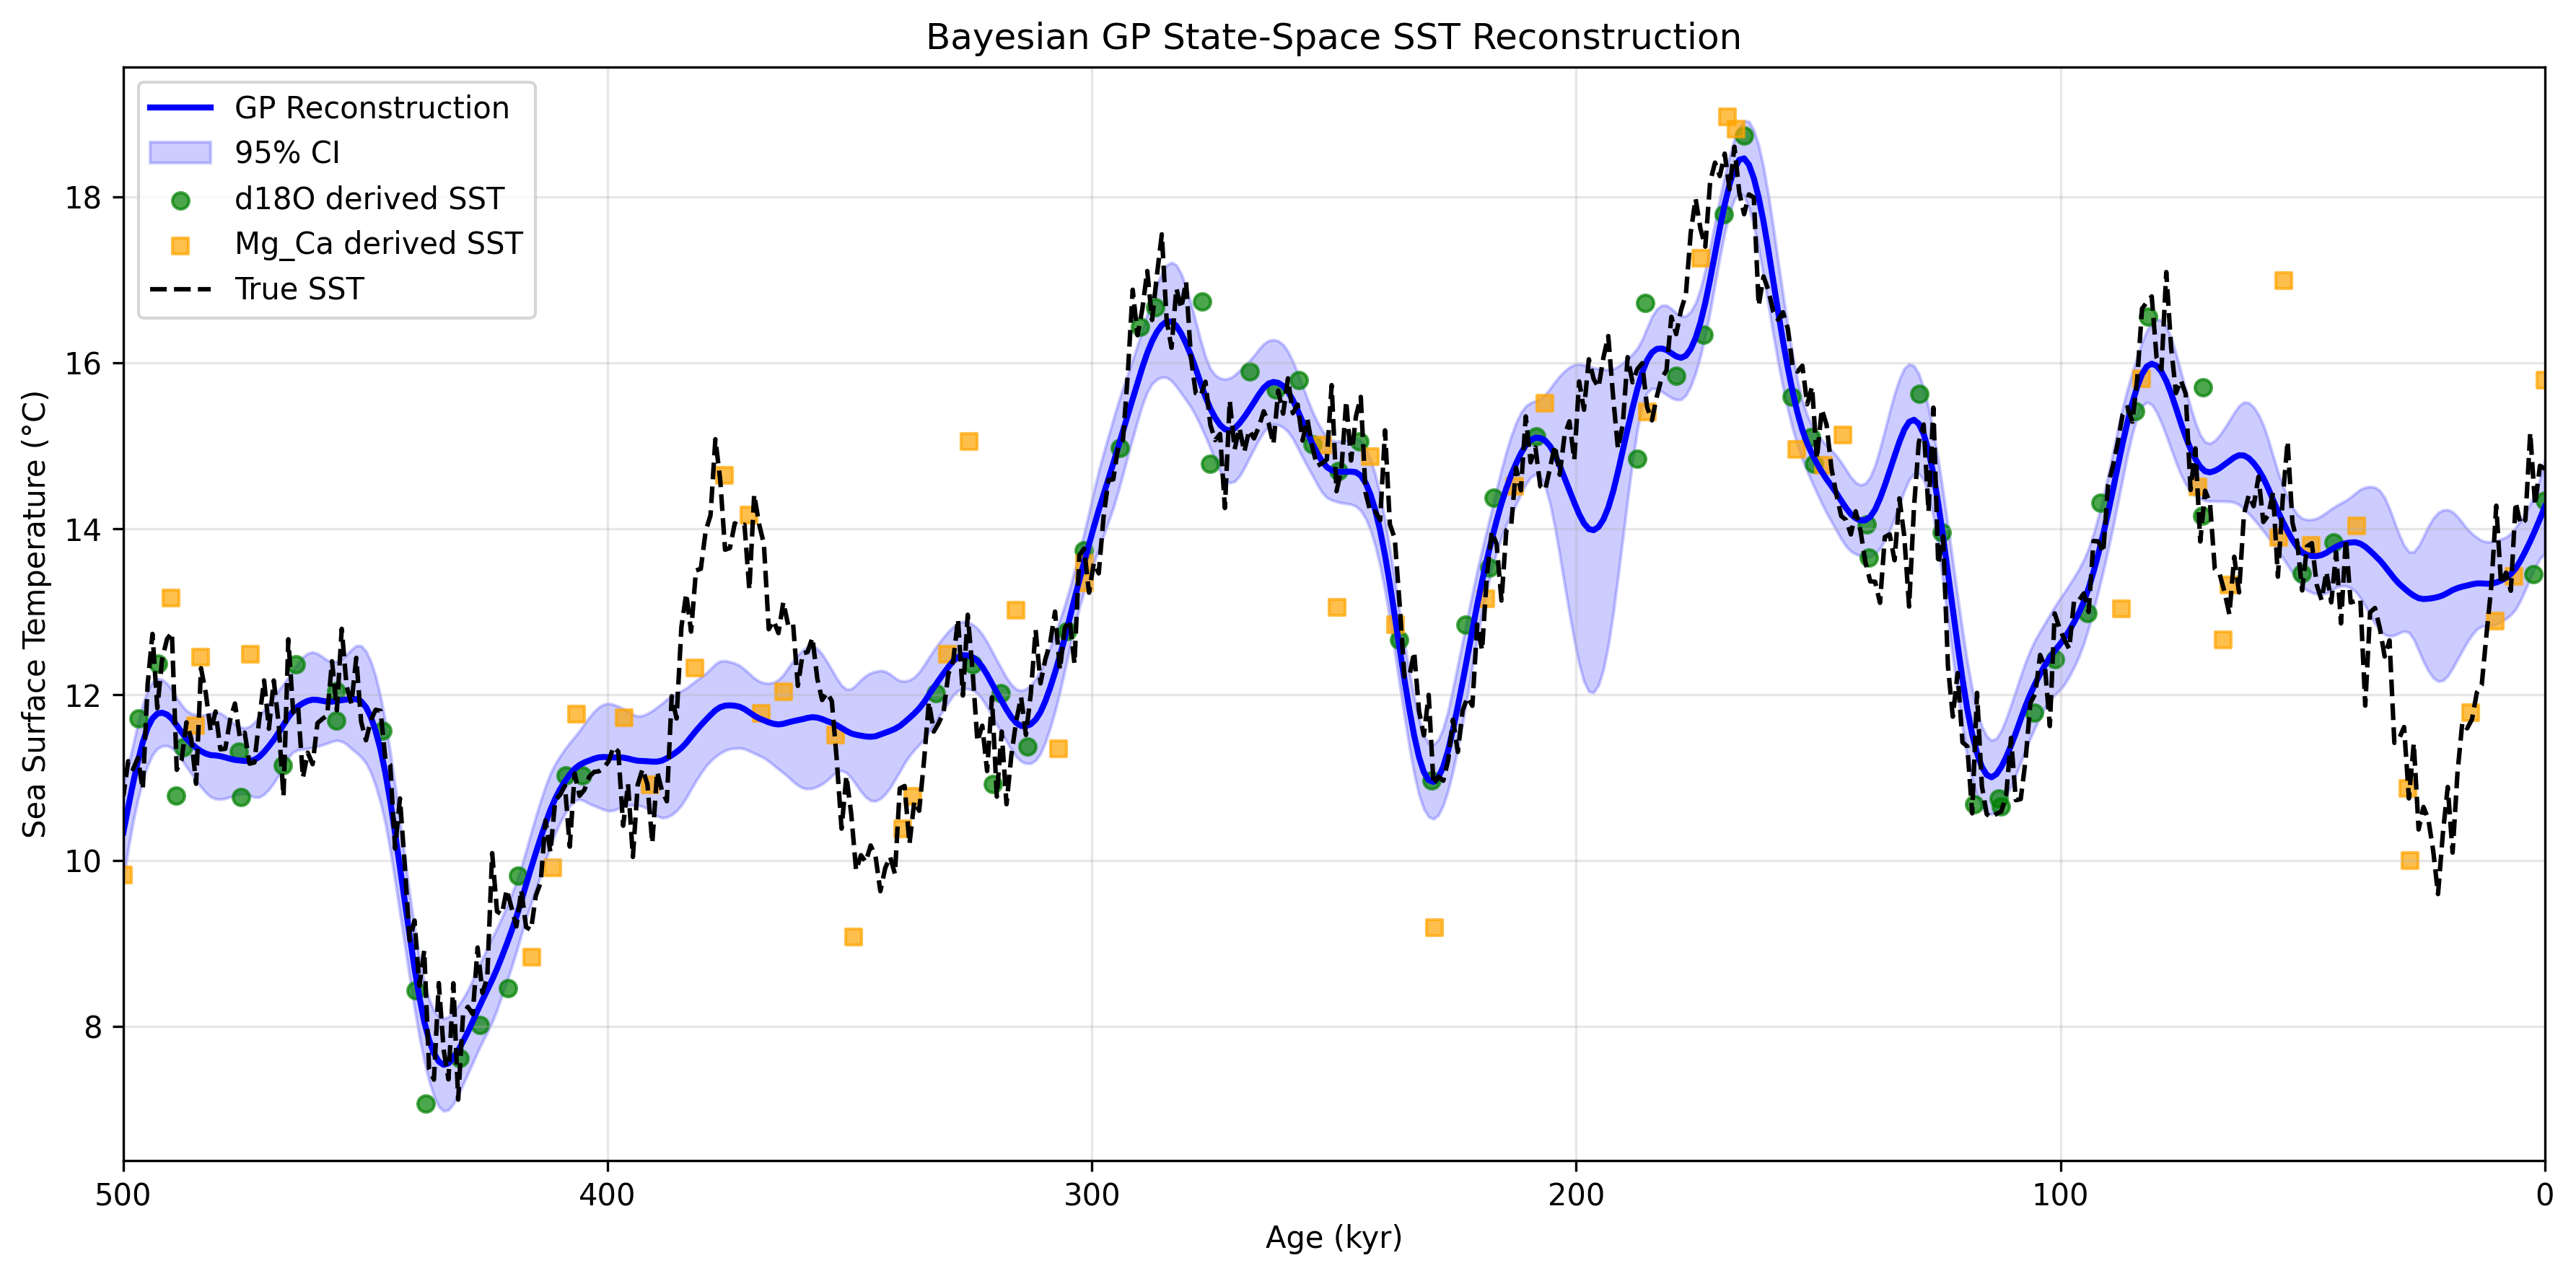 Bayesian GP State-Space SST Reconstruction
GP Reconstruction
95% CI
d18O derived SST
Mg_Ca derived SST
True SST
Sea Surface Temperature (°C)
18
16
14
12
10
8
500 400 300 200 100 0
Age (kyr)